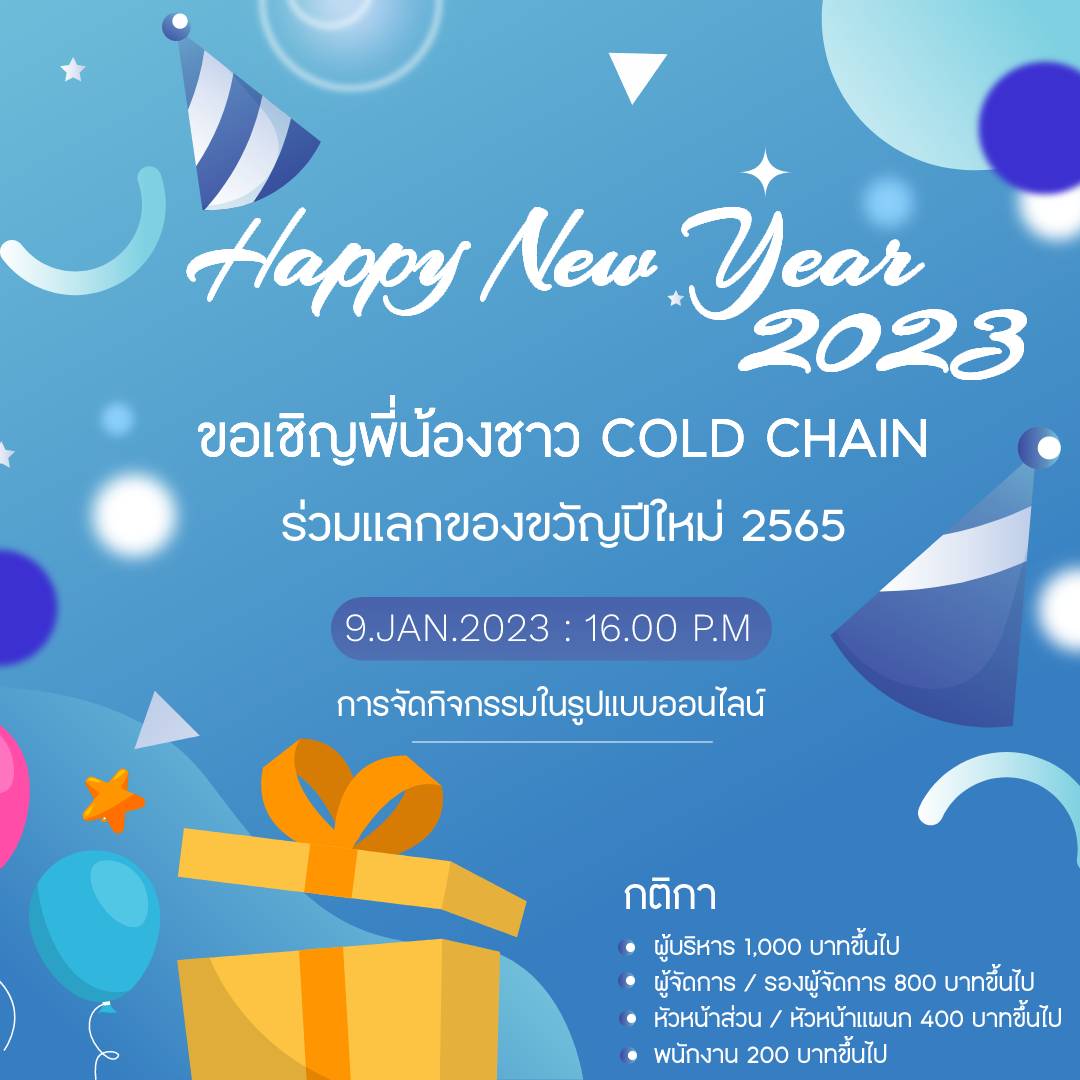 Happy New Year
2023
ขอเชิญพี่น้องชาว COLD CHAIN
ร่วมแลกของขวัญปีใหม่ 2565
9.JAN.2023 : 16.00 P.M
การจัดกิจกรรมในรูปแบบออนไลน์
กติกา
ผู้บริหาร 1,000 บาทขึ้นไป
ผู้จัดการ / รองผู้จัดการ 800 บาทขึ้นไป
หัวหน้าส่วน / หัวหน้าแผนก 400 บาทขึ้นไป
พนักงาน 200 บาทขึ้นไป